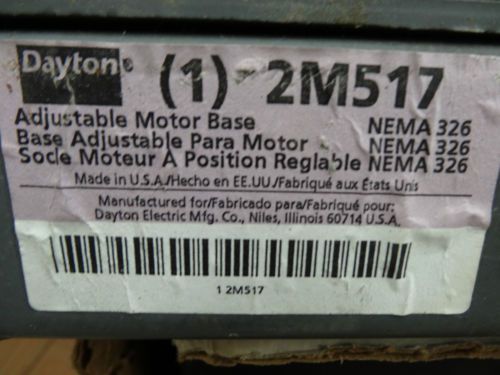 Dayton® (1) 2M517
Adjustable Motor Base NEMA 326
Base Adjustable Para Motor NEMA 326
Socle Moteur À Position Reglable NEMA 326
Made in U.S.A./Hecho en EE.UU./Fabriqué aux États Unis
Manufactured for/Fabricado para/Fabriqué pour:
Dayton Electric Mfg. Co., Niles, Illinois 60714 U.S.A.
1 2M517